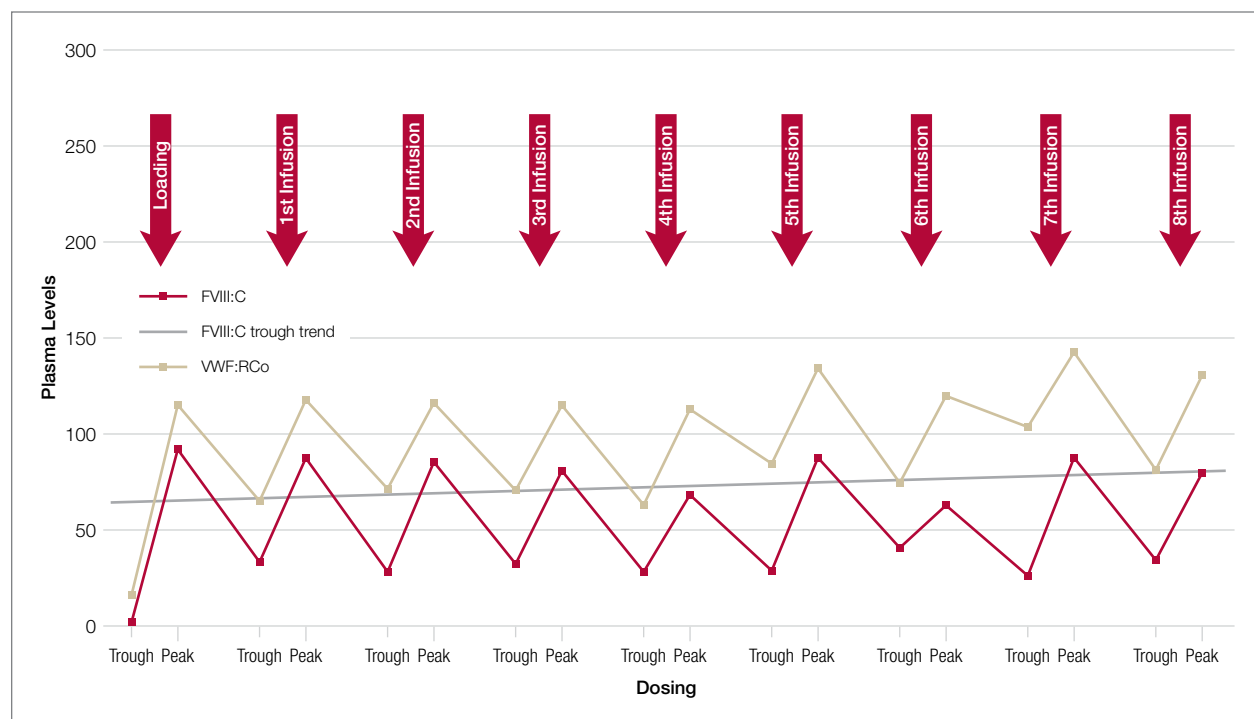 300
250
200
150
100
50
0
Plasma Levels
Loading
1st Infusion
2nd Infusion
3rd Infusion
4th Infusion
5th Infusion
6th Infusion
7th Infusion
8th Infusion
FVIII:C
FVIII:C trough trend
VWF:RCo
Trough Peak Trough Peak Trough Peak Trough Peak Trough Peak Trough Peak Trough Peak Trough Peak Trough Peak
Dosing